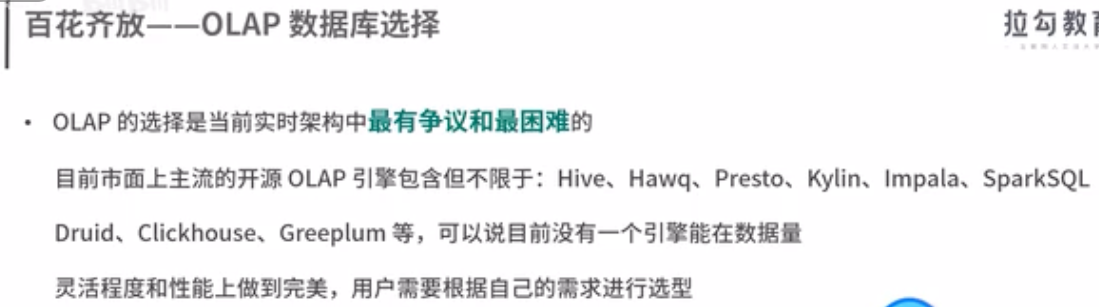 百花齐放——OLAP 数据库选择
拉勾教育
• OLAP 的选择是当前实时架构中最有争议和最困难的
目前市面上主流的开源 OLAP 引擎包含但不限于：Hive、Hawq、Presto、Kylin、Impala、SparkSQL
Druid、Clickhouse、Greeplum 等，可以说目前没有一个引擎能在数据量
灵活程度和性能上做到完美，用户需要根据自己的需求进行选型